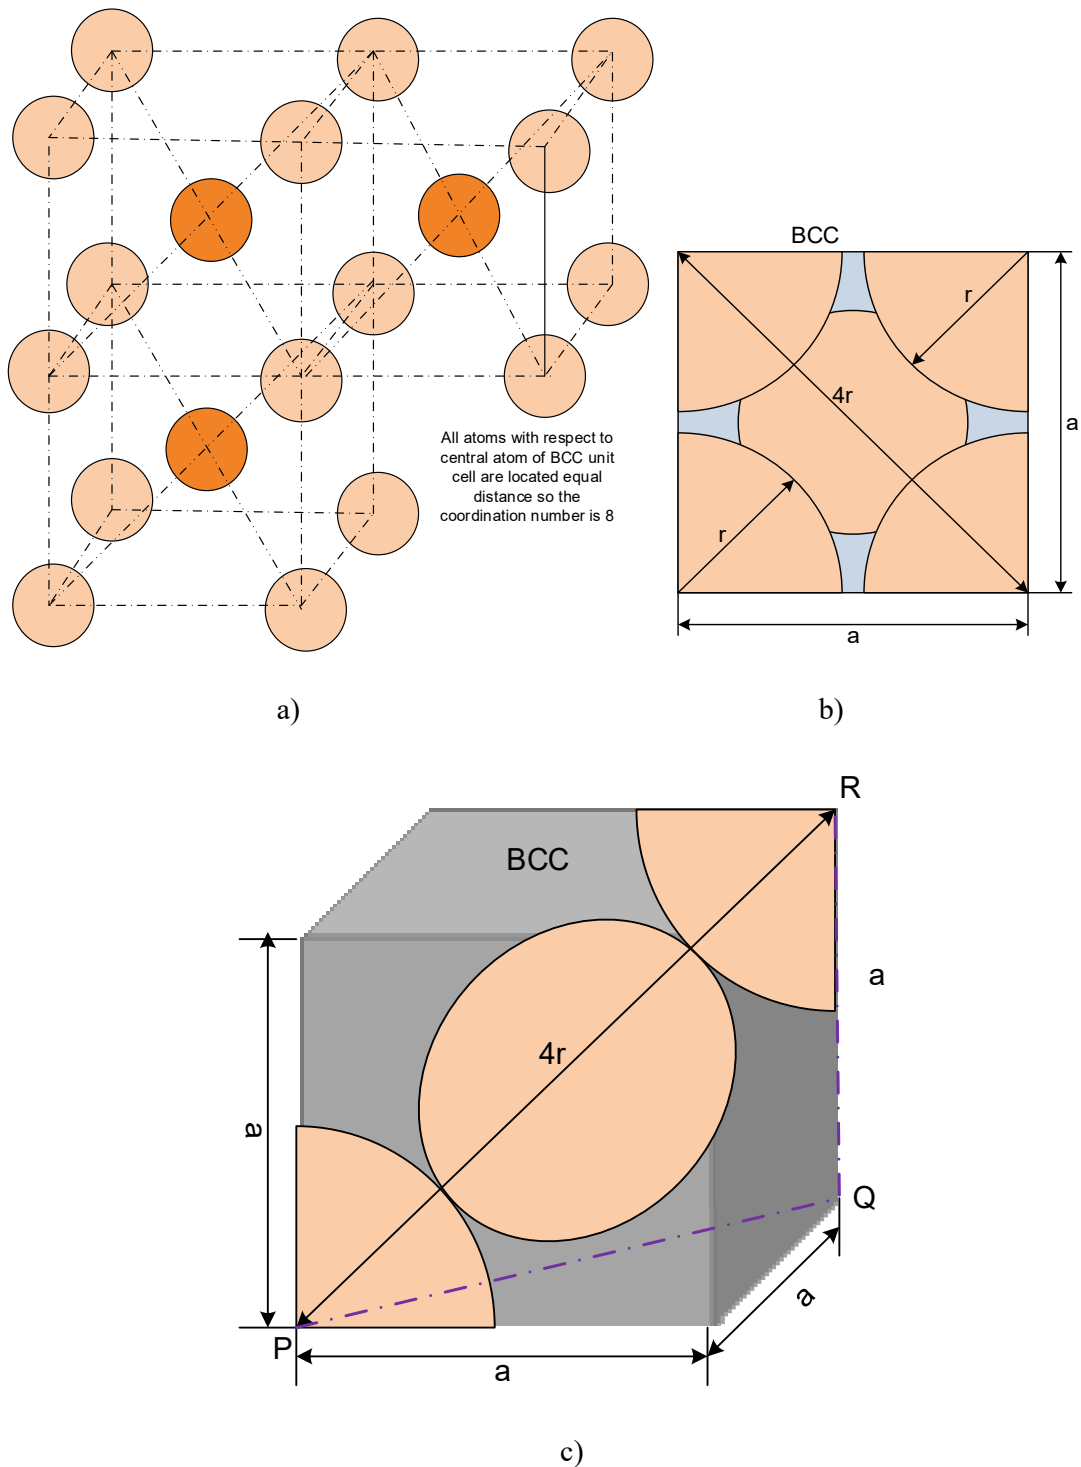 All atoms with respect to
central atom of BCC unit
cell are located equal
distance so the
coordination number is 8
a)
BCC
r
4r
a
r
a
b)
R
BCC
a
4r
a
Q
a
P
a
c)